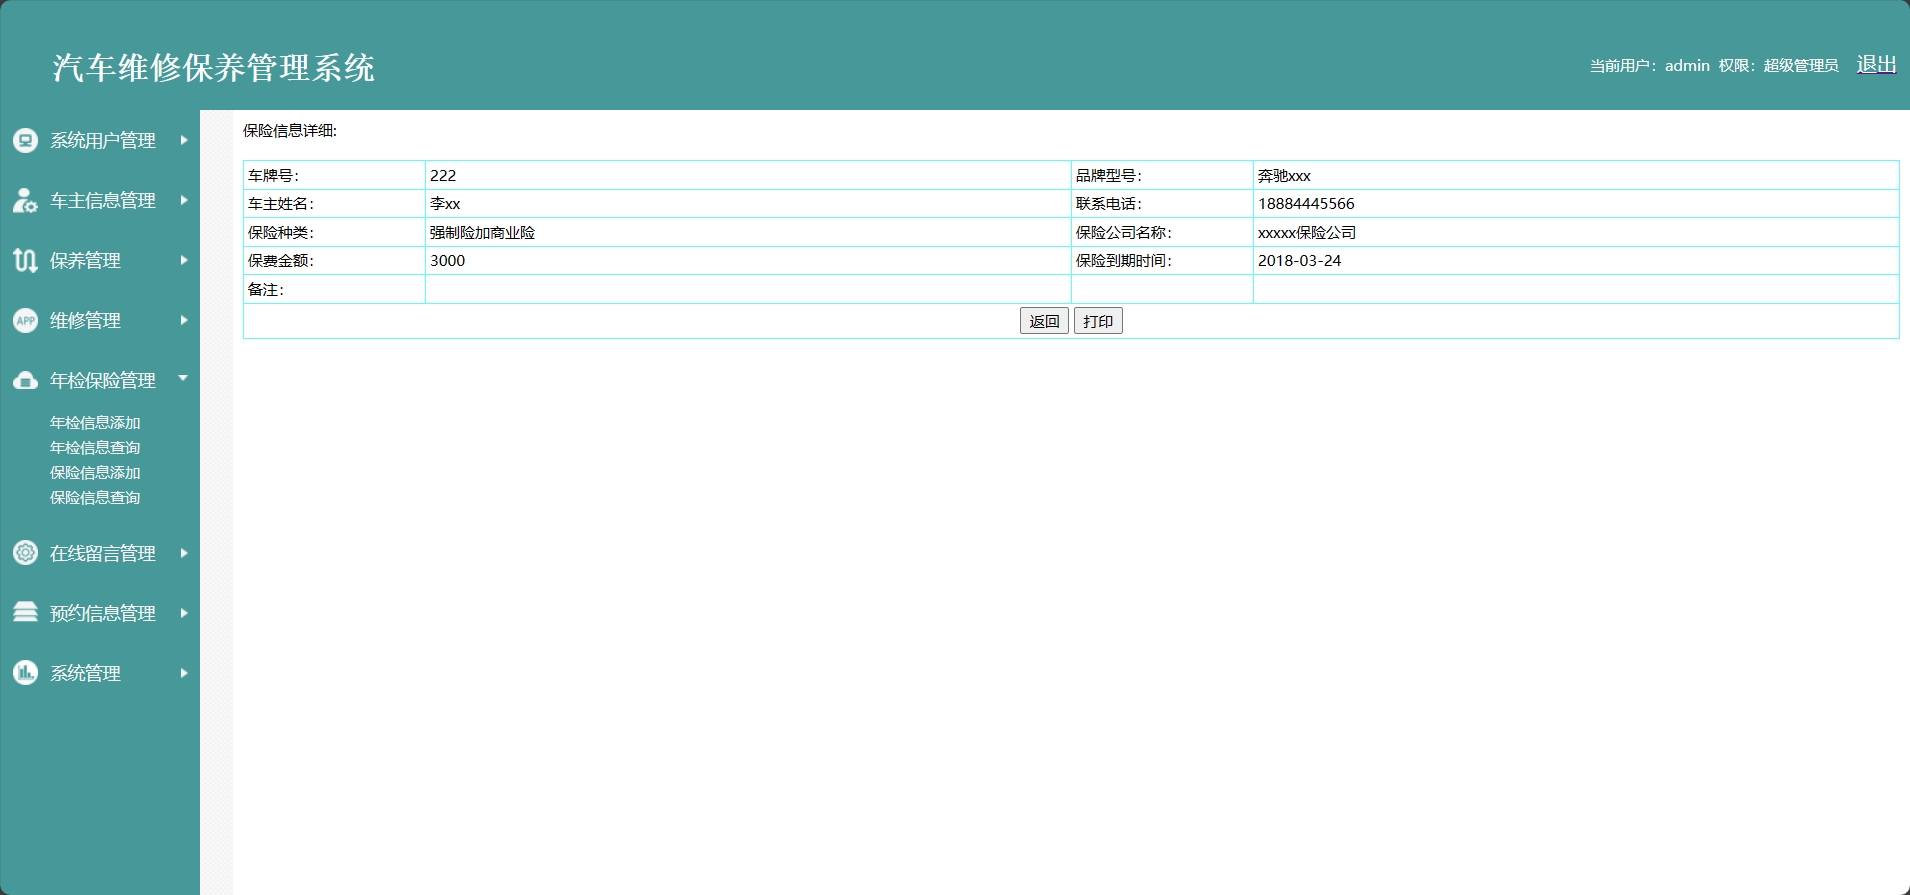 汽车维修保养管理系统
当前用户：admin 权限：超级管理员 退出
系统用户管理
车主信息管理
保养管理
APP 维修管理
年检保险管理
年检信息添加
年检信息查询
保险信息添加
保险信息查询
在线留言管理
预约信息管理
系统管理
保险信息详细:
车牌号： 222 品牌型号： 奔驰xxx
车主姓名： 李xx 联系电话： 18884445566
保险种类： 强制险加商业险 保险公司名称： xxxxx保险公司
保费金额： 3000 保险到期时间： 2018-03-24
备注：
返回 打印